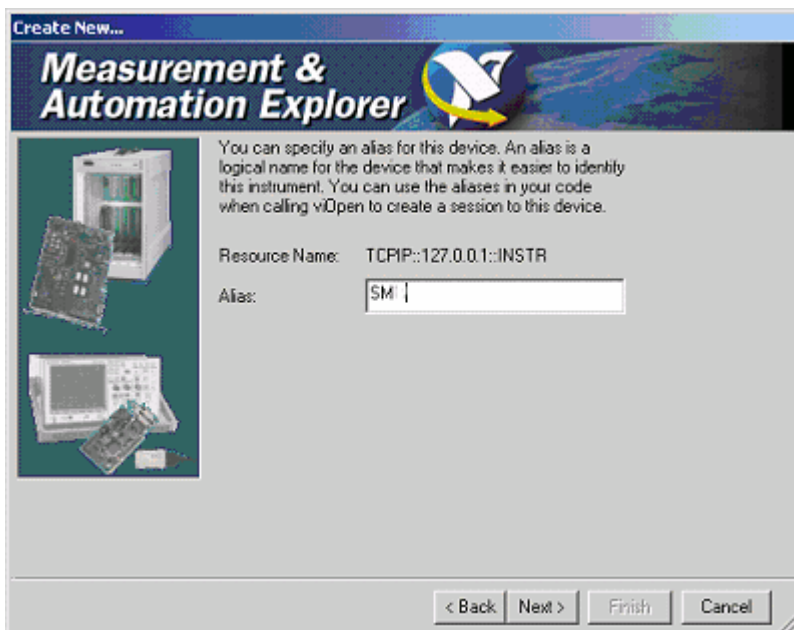 Create New...
Measurement &
Automation Explorer
You can specify an alias for this device. An alias is a
logical name for the device that makes it easier to identify
this instrument. You can use the aliases in your code
when calling viOpen to create a session to this device.
Resource Name: TCPIP::127.0.0.1::INSTR
Alias:
< Back Next > Finish Cancel